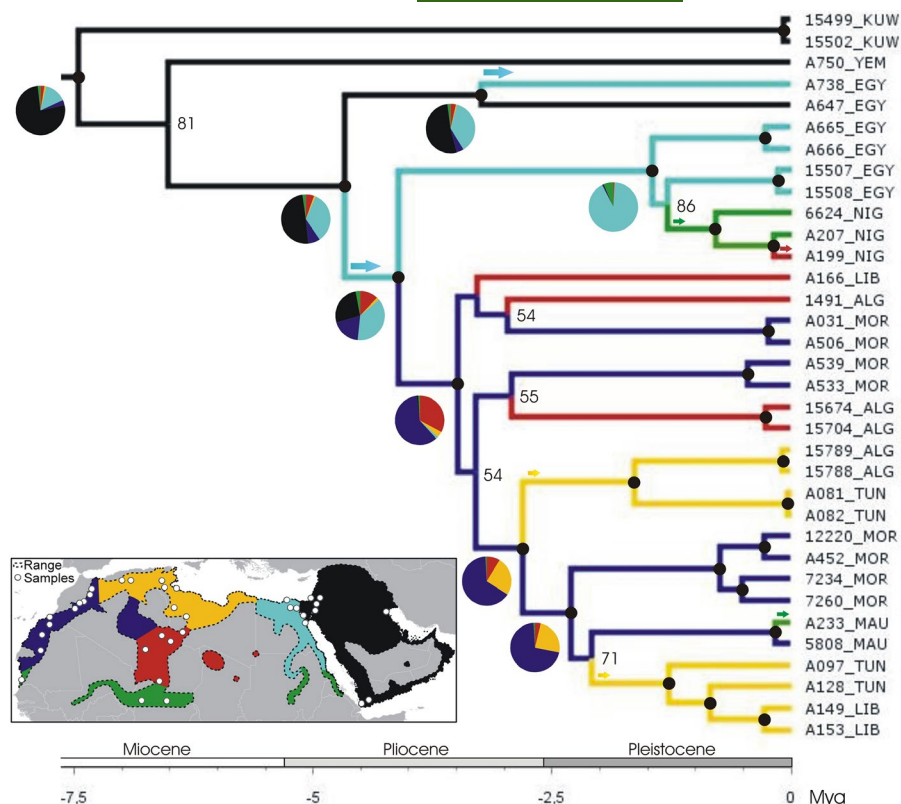 15499_KUW
15502_KUW
A750_YEM
A738_EGY
A647_EGY
81
A665_EGY
A666_EGY
15507_EGY
15508_EGY
86
6624_NIG
A207_NIG
A199_NIG
A166_LIB
1491_ALG
54
A031_MOR
A506_MOR
A539_MOR
A533_MOR
55
15674_ALG
15704_ALG
15789_ALG
54
15788_ALG
A081_TUN
A082_TUN
12220_MOR
A452_MOR
7234_MOR
7260_MOR
A233_MAU
5808_MAU
71
A097_TUN
A128_TUN
A149_LIB
A153_LIB
Range
Samples
Miocene Pliocene Pleistocene
-7.5 -5 -2.5 0 Mya